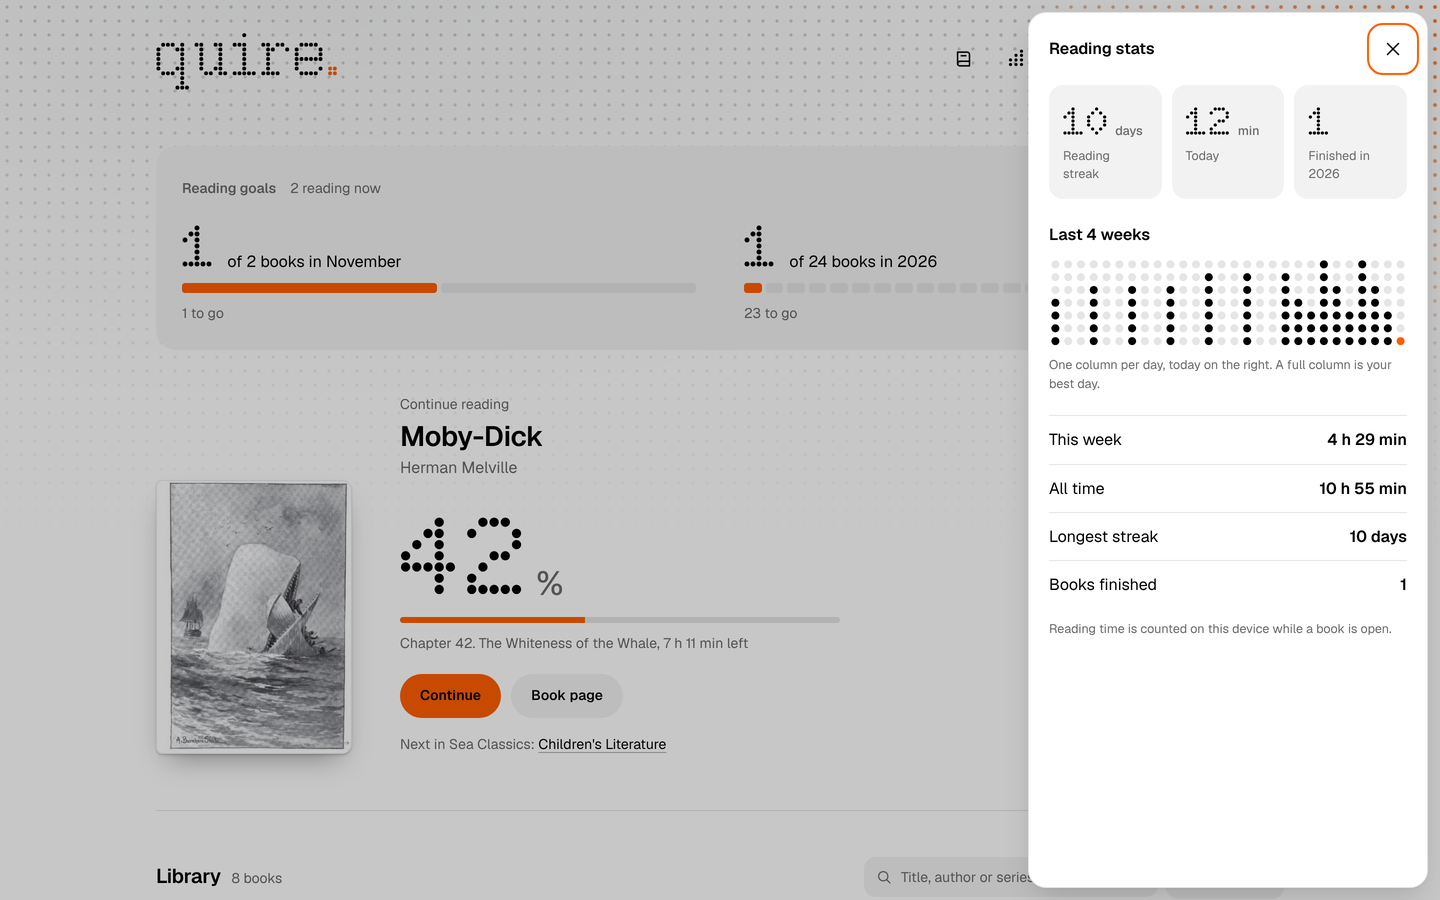 quire.
Reading goals 2 reading now
1 of 2 books in November
1 to go
1 of 24 books in 2026
23 to go
Continue reading
Moby-Dick
Herman Melville
42 %
Chapter 42. The Whiteness of the Whale, 7 h 11 min left
Continue
Book page
Next in Sea Classics: Children's Literature
Library 8 books
Title, author or series
Reading stats
10 days
Reading
streak
12 min
Today
1
Finished in
2026
Last 4 weeks
One column per day, today on the right. A full column is your
best day.
This week 4 h 29 min
All time 10 h 55 min
Longest streak 10 days
Books finished 1
Reading time is counted on this device while a book is open.